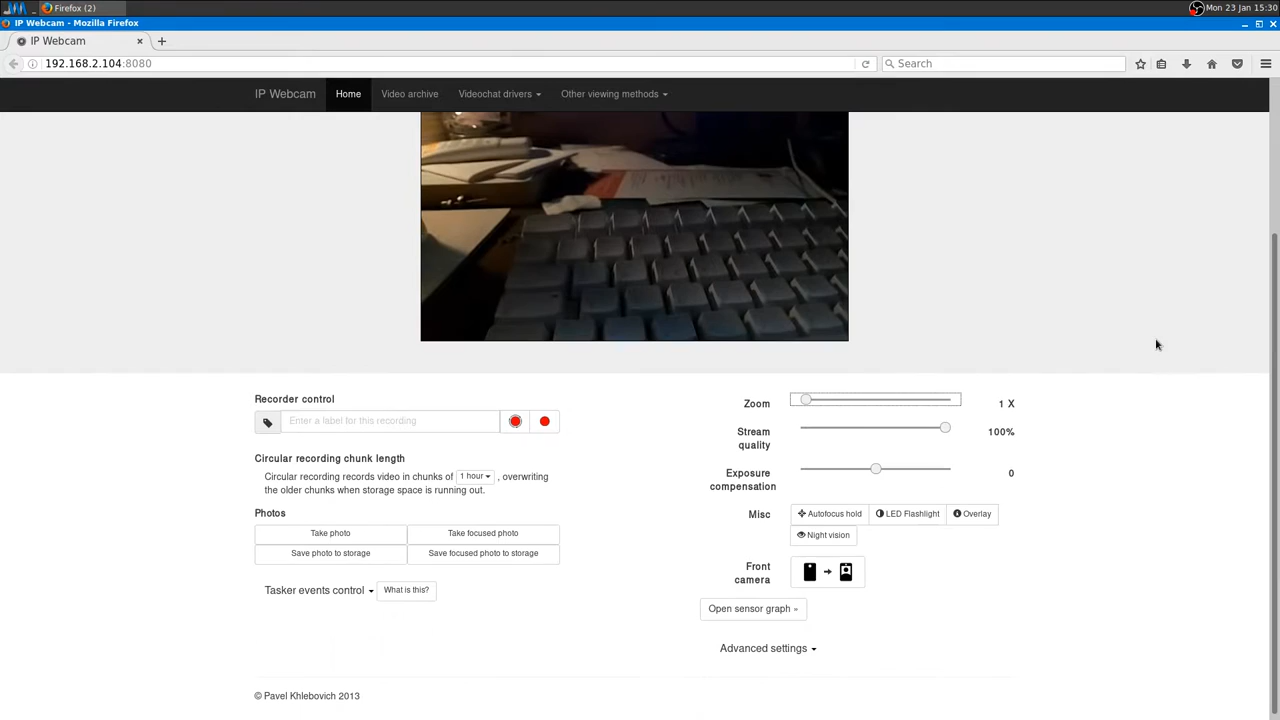 Firefox (2)
Mon 23 Jan 15:30
IP Webcam - Mozilla Firefox
IP Webcam
192.168.2.104:8080
Search
IP Webcam
Home
Video archive
Videochat drivers
Other viewing methods
Recorder control
Enter a label for this recording
Circular recording chunk length
Circular recording records video in chunks of 1 hour , overwriting
the older chunks when storage space is running out.
Photos
Take photo
Take focused photo
Save photo to storage
Save focused photo to storage
Tasker events control
What is this?
Zoom
1 X
Stream
quality
100%
Exposure
compensation
0
Misc
Autofocus hold
LED Flashlight
Overlay
Night vision
Front
camera
Open sensor graph »
Advanced settings
© Pavel Khlebovich 2013